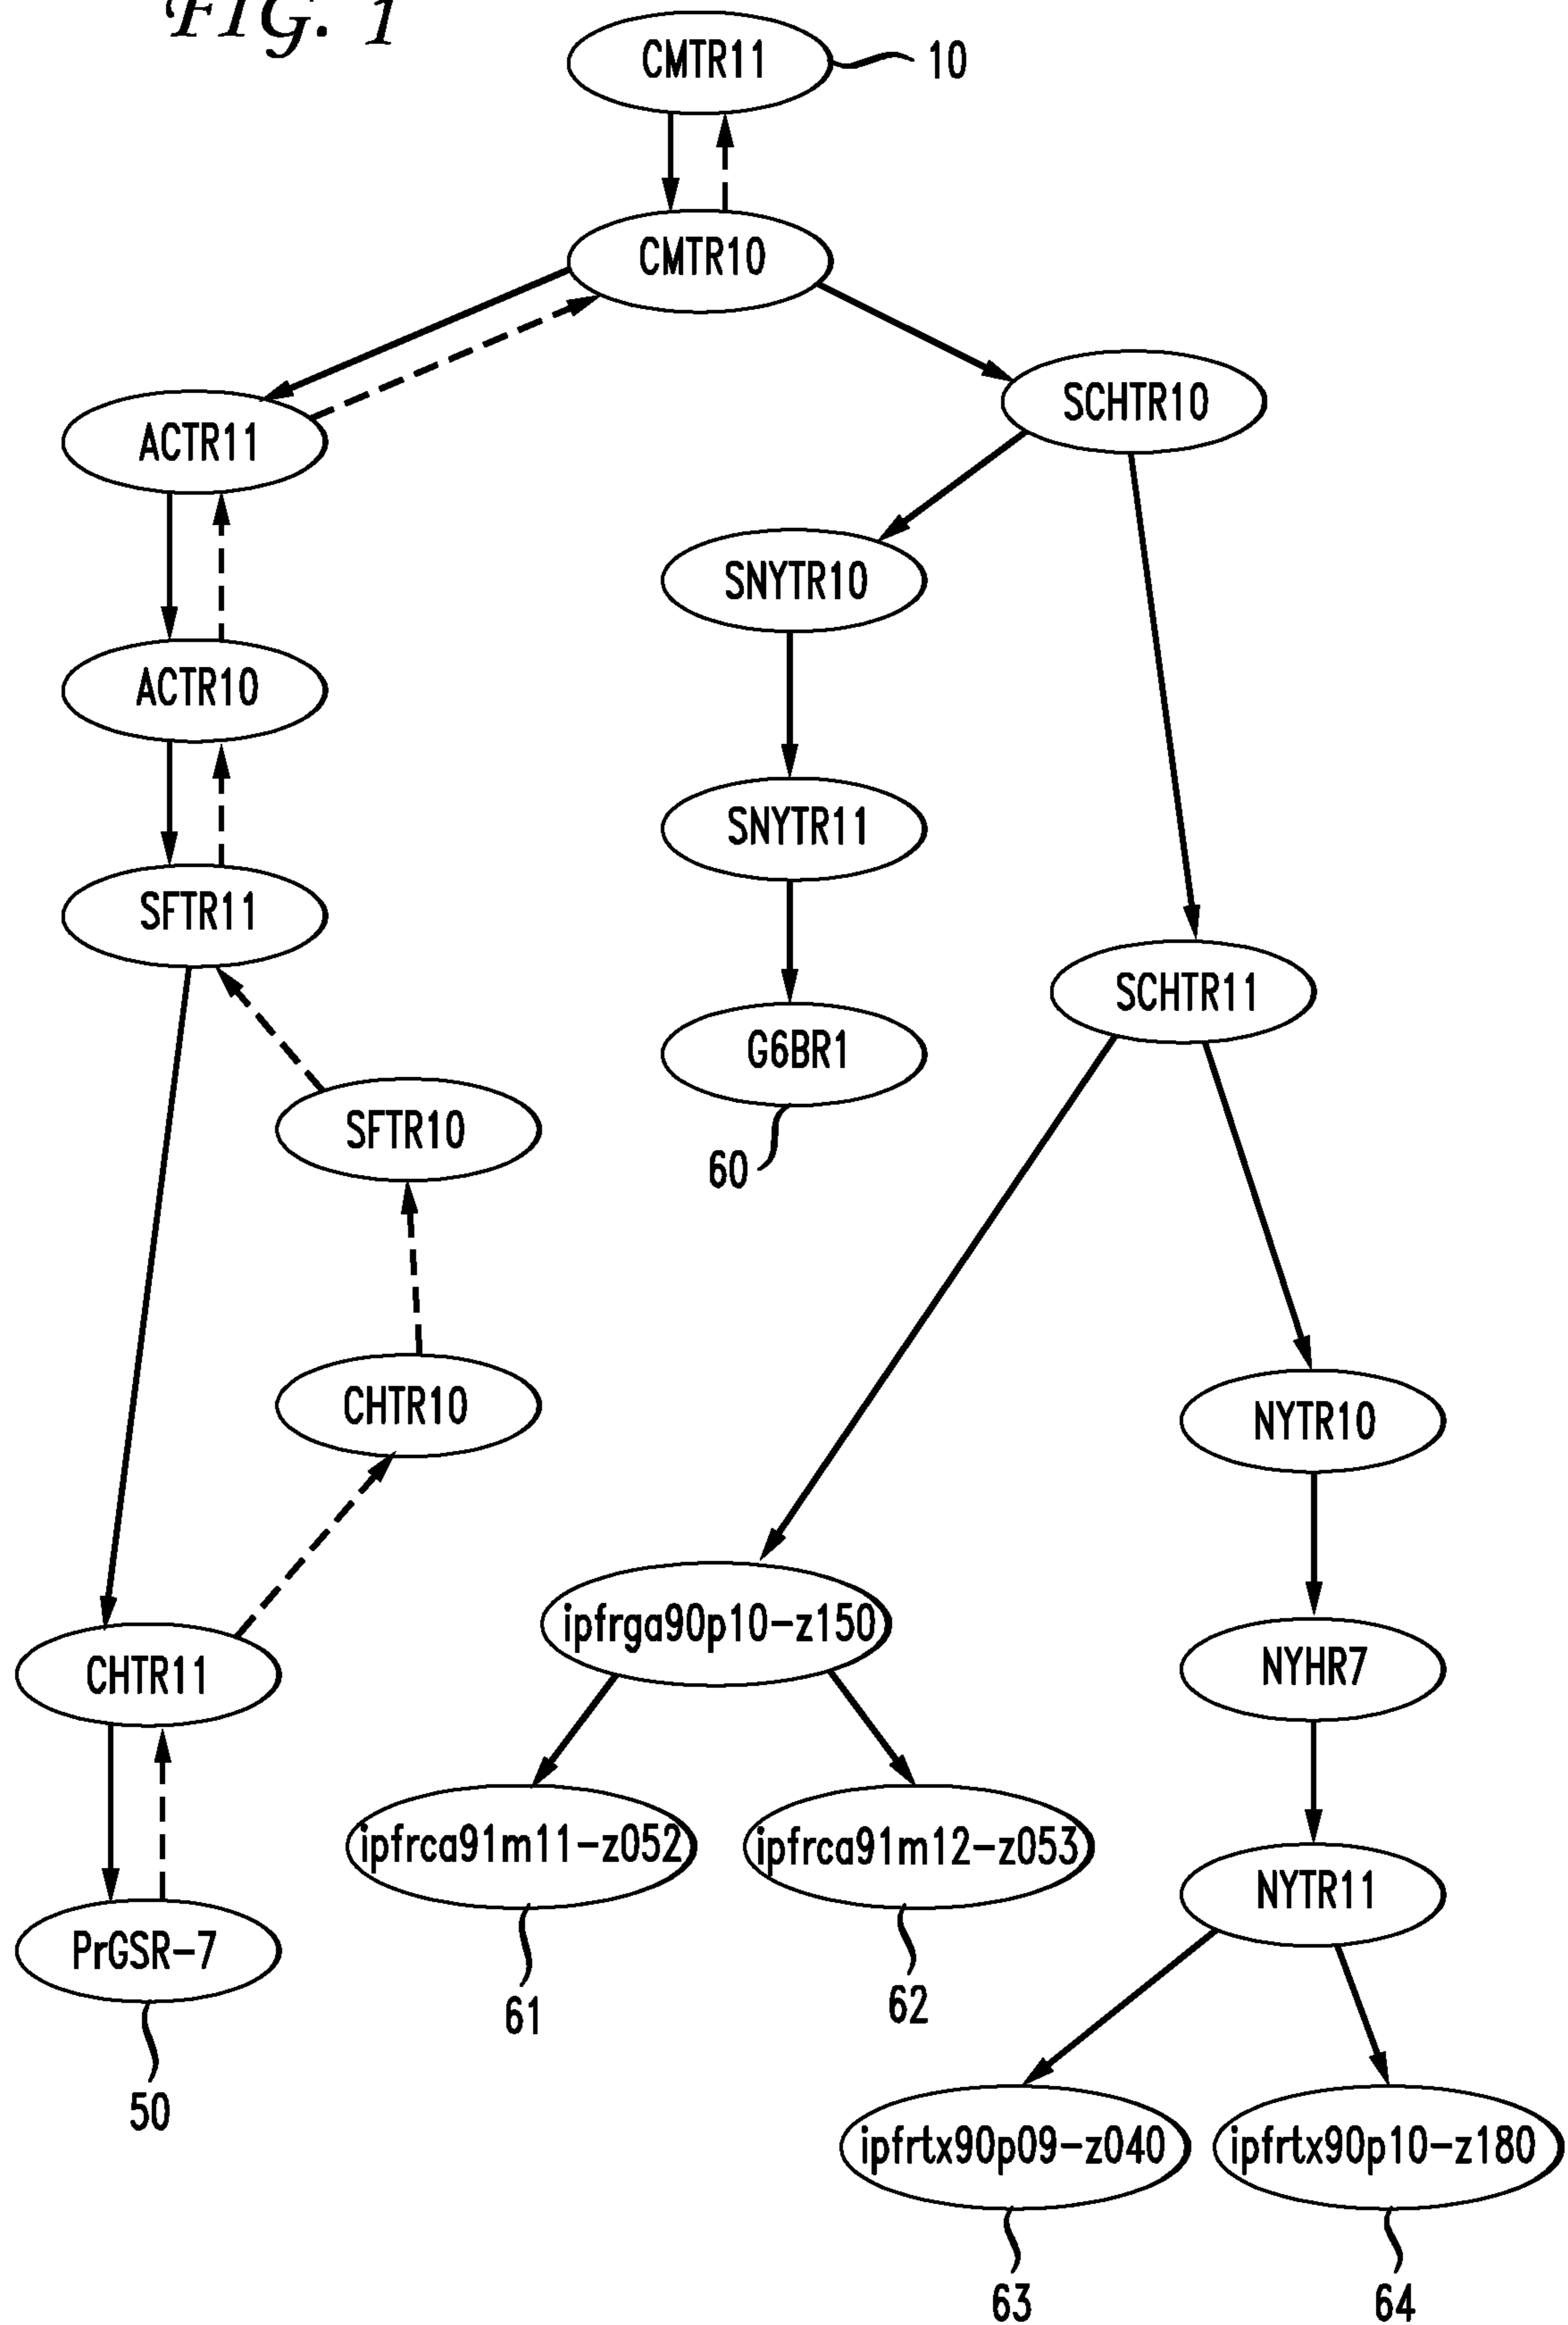 FIG. 1
CMTR11
10
CMTR10
SCHTR10
ACTR11
SNYTR10
ACTR10
SNYTR11
SFTR11
SCHTR11
G6BR1
SFTR10
60
CHTR10
NYTR10
ipfrga90p10-z150
NYHR7
CHTR11
ipfrca91m11-z052
ipfrca91m12-z053
NYTR11
PrGSR-7
61
62
50
ipfrtx90p09-z040
ipfrtx90p10-z180
63
64